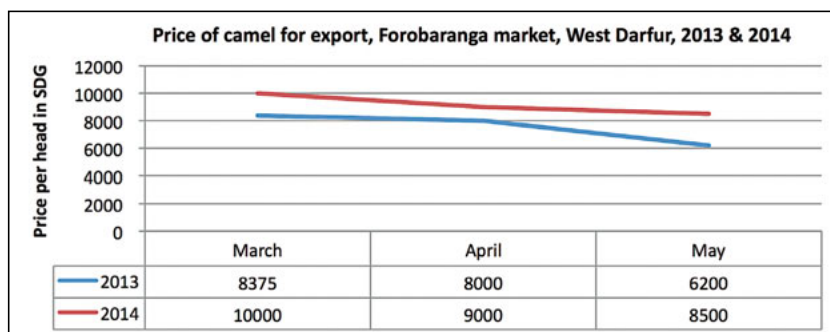 Price of camel for export, Forobaranga market, West Darfur, 2013 & 2014
Price per head in SDG
12000
10000
8000
6000
4000
2000
0
March April May
2013 8375 8000 6200
2014 10000 9000 8500